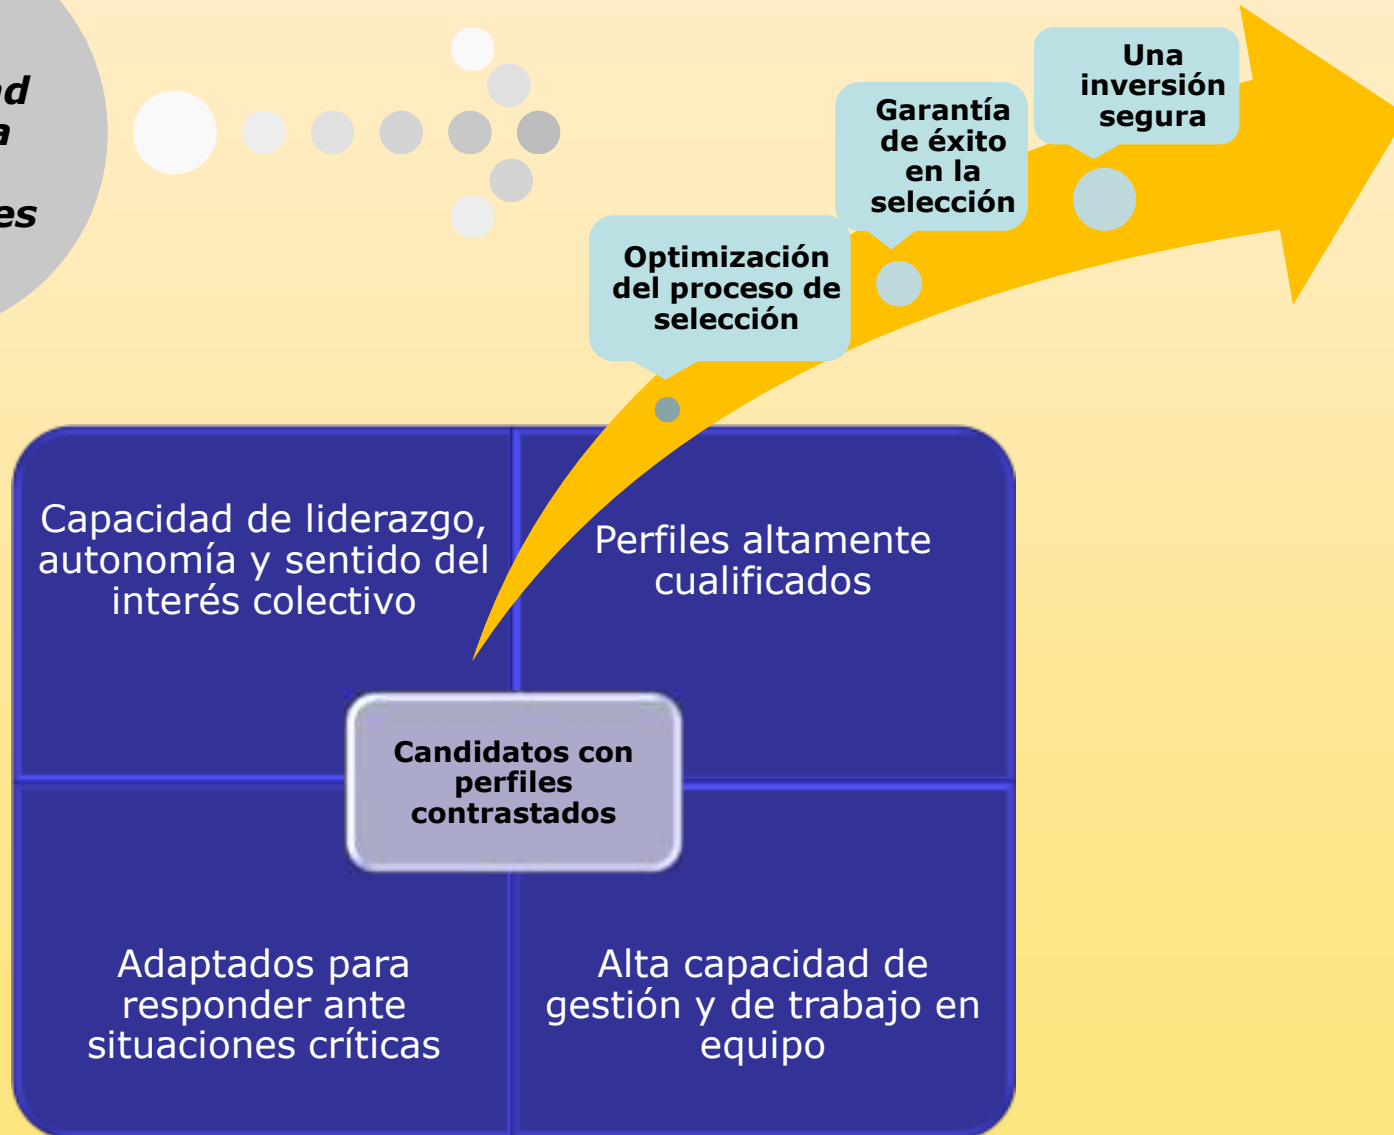 Una
inversión
segura
Garantía
de éxito
en la
selección
Optimización
del proceso de
selección
Capacidad de liderazgo,
autonomía y sentido del
interés colectivo
Perfiles altamente
cualificados
Candidatos con
perfiles
contrastados
Adaptados para
responder ante
situaciones críticas
Alta capacidad de
gestión y de trabajo en
equipo